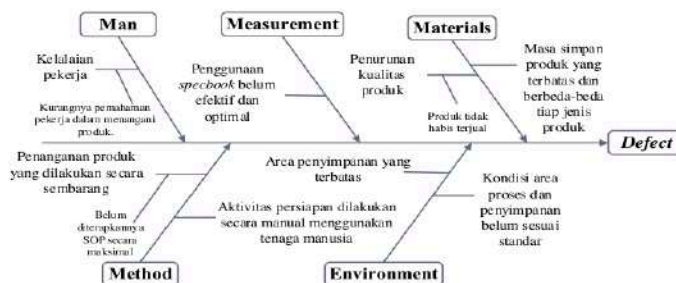 Man
Measurement
Materials
Kelalaian
pekerja
Kurangnya pemahaman
pekerja dalam menangani
produk.
Penggunaan
specbook belum
efektif dan
optimal
Penurunan
kualitas
produk
Produk tidak
habis terjual
Masa simpan
produk yang
terbatas dan
berbeda-beda
tiap jenis
produk
Defect
Penanganan produk
yang dilakukan secara
sembarang
Belum
diterapkannya
SOP secara
maksimal
Aktivitas persiapan dilakukan
secara manual menggunakan
tenaga manusia
Area penyimpanan yang
terbatas
Kondisi area
proses dan
penyimpanan
belum sesuai
standar
Method
Environment